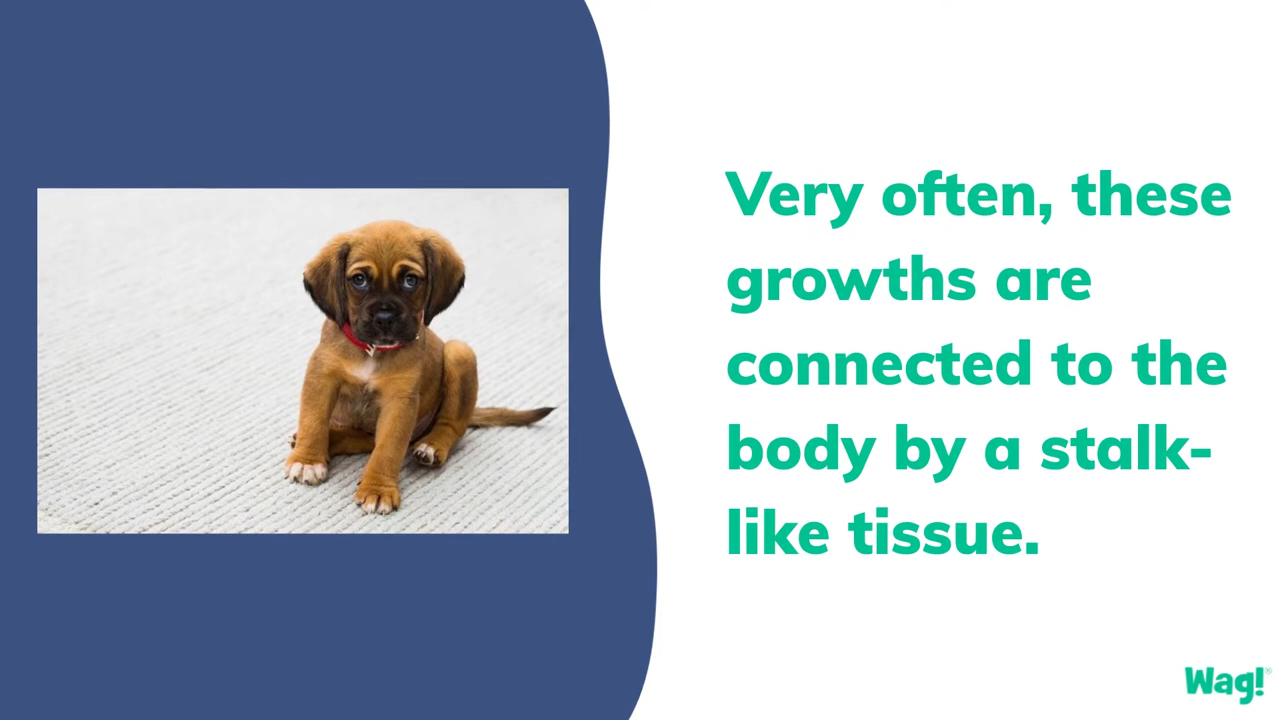 Very often, these
growths are
connected to the
body by a stalk-
like tissue.
Wag!